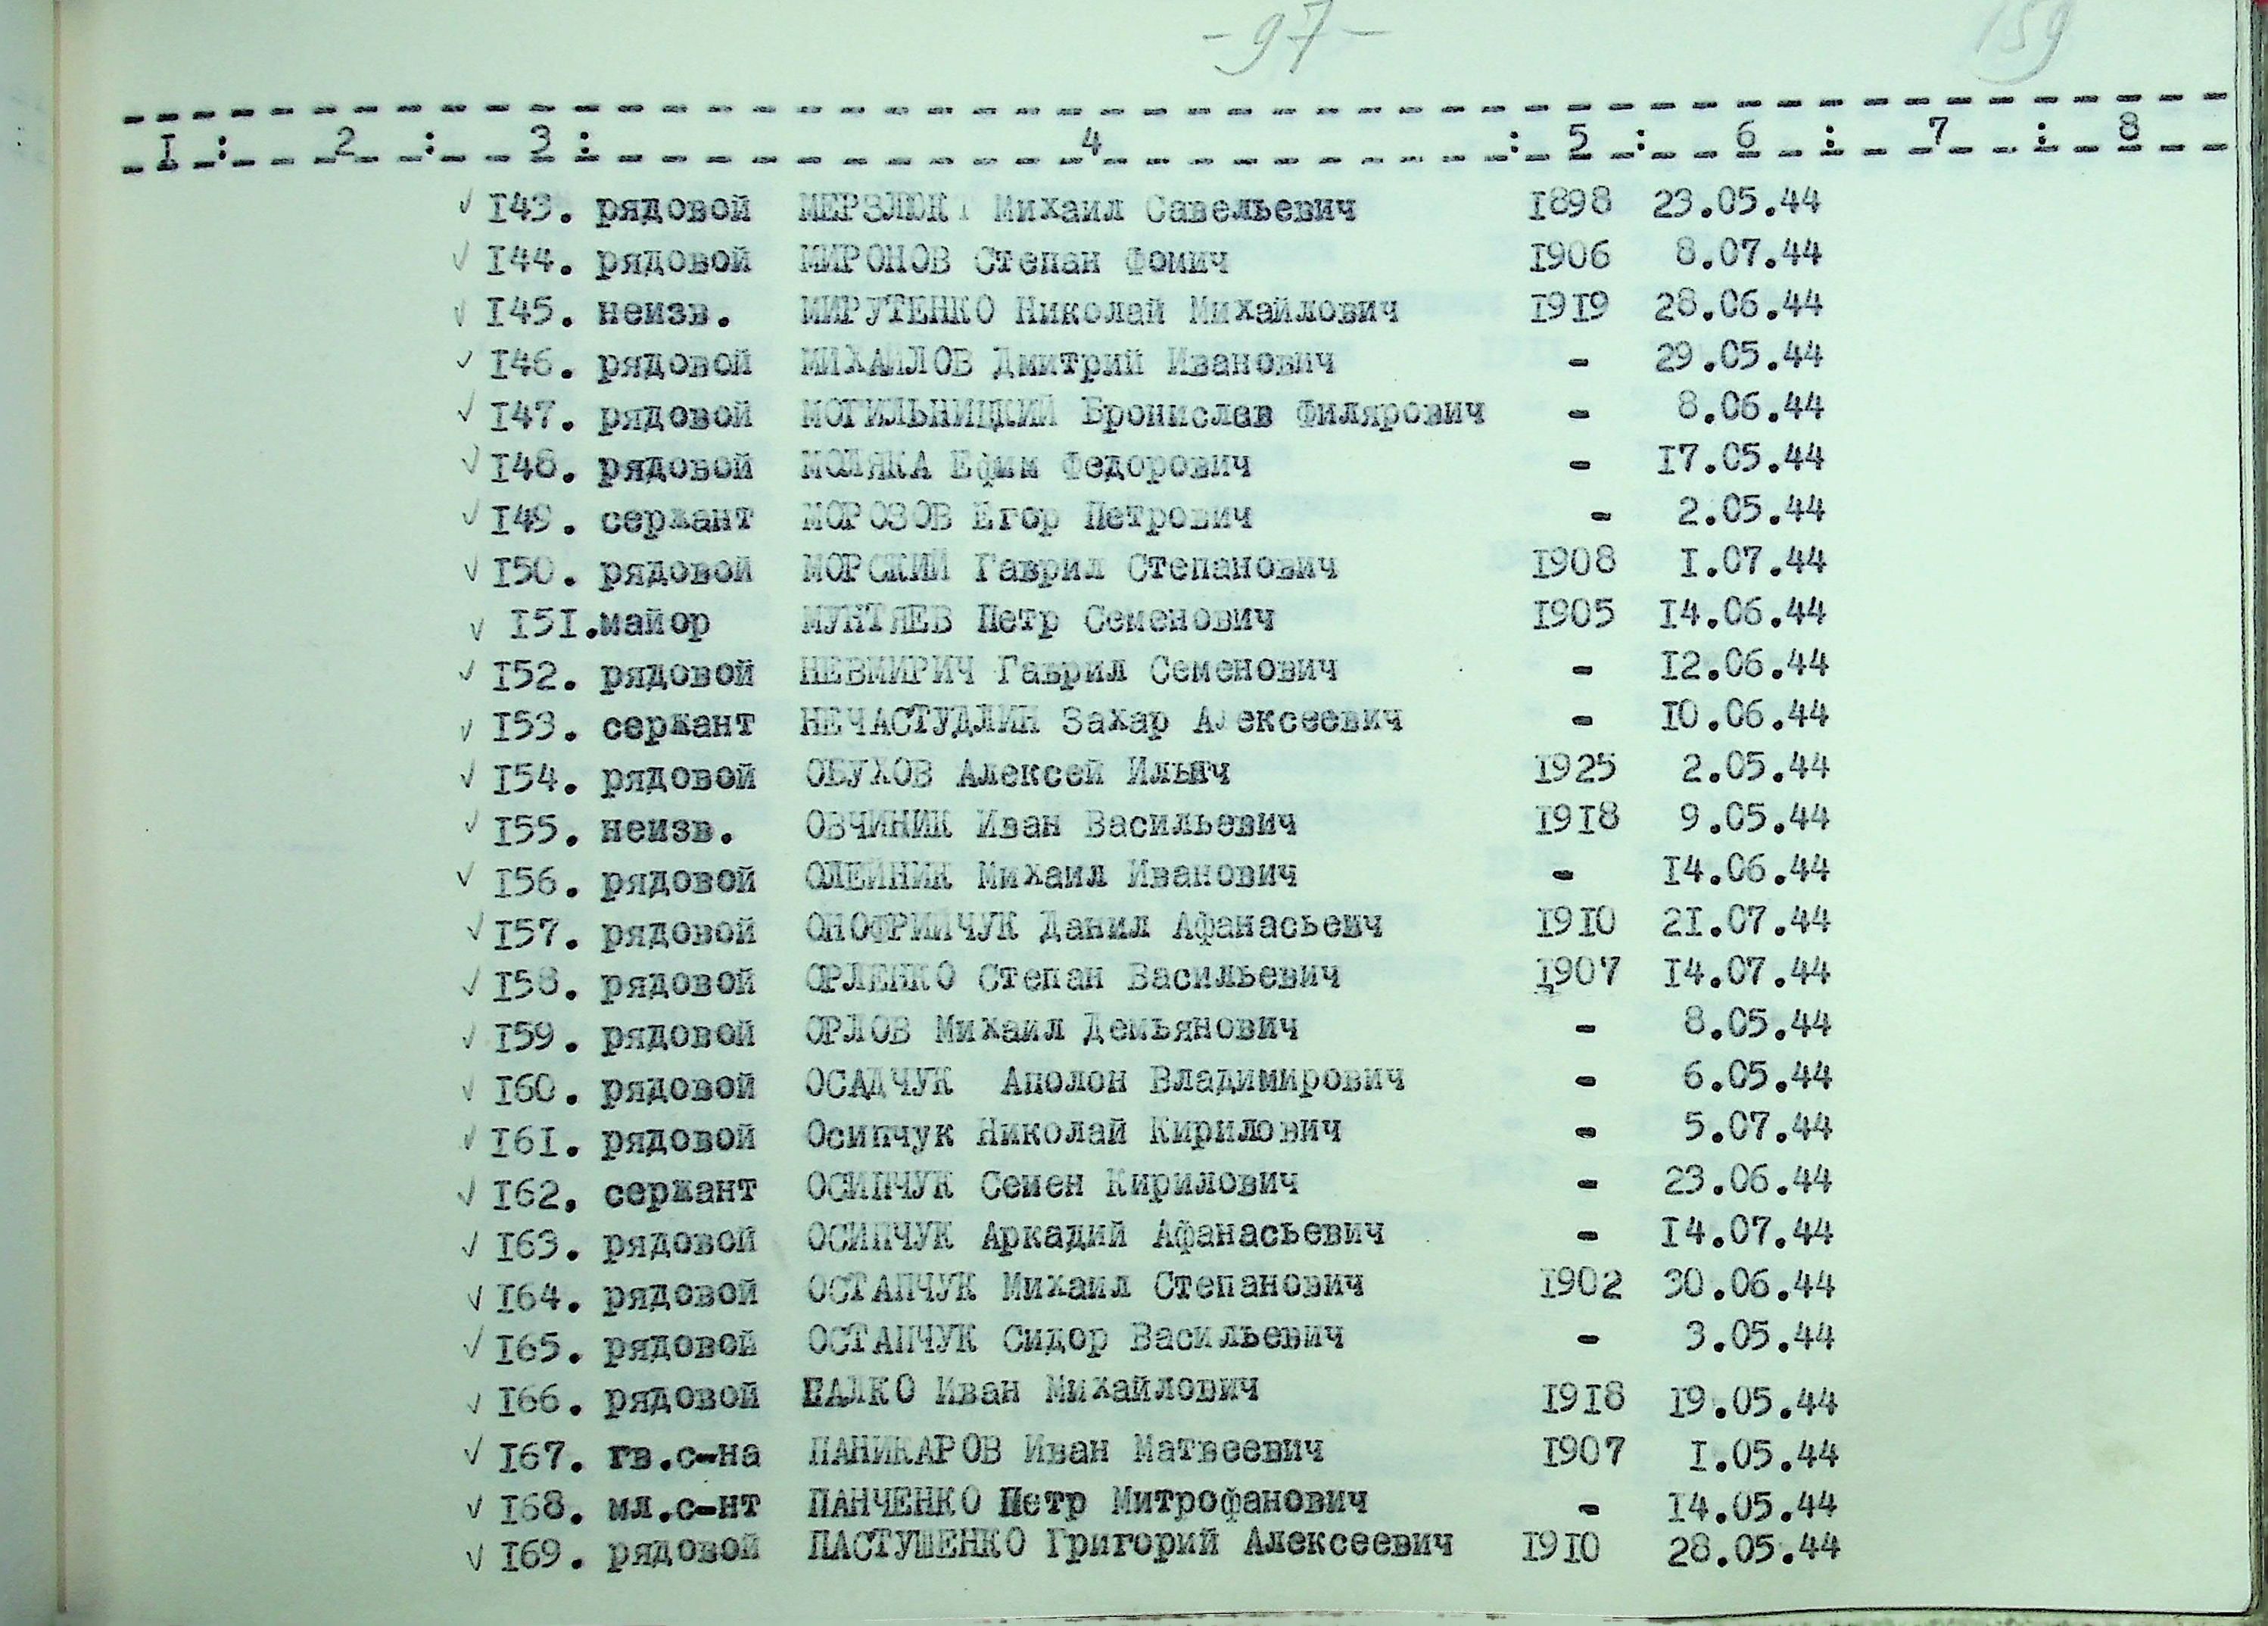 -97-
159
I : 2 : 3 : 4 : 5 : 6 : 7 : 8
143. рядовой Михаил Савельевич 1898 23.05.44
144. рядовой МИРОНОВ Степан Фомич 1906 8.07.44
145. неизв. МИРУТЕНКО Николай Михайлович 1919 28.06.44
146. рядовой МИХАЙЛОВ Дмитрий Иванович - 29.05.44
147. рядовой МОГИЛЬНИЦКИЙ Бронислав Филярович - 8.06.44
148. рядовой МОЛЯКА Ефим Федорович - 17.05.44
149. сержант МОРОЗОВ Егор Петрович - 2.05.44
150. рядовой МОРСКИЙ Гаврил Степанович 1908 1.07.44
151. майор МУНТЯЕВ Петр Семенович 1905 14.06.44
152. рядовой НЕВМИРИЧ Гаврил Семенович - 12.06.44
153. сержант НЕЧАСТУДЛИН Захар Алексеевич - 10.06.44
154. рядовой ОБУХОВ Алексей Ильич 1925 2.05.44
155. неизв. ОВЧИНИК Иван Васильевич 1918 9.05.44
156. рядовой ОЛЕЙНИК Михаил Иванович - 14.06.44
157. рядовой ОНОФРИЙЧУК Данил Афанасьевич 1910 21.07.44
158. рядовой ОРЛЕНКО Степан Васильевич 1907 14.07.44
159. рядовой ОРЛОВ Михаил Демьянович - 8.05.44
160. рядовой ОСАДЧУК Аполон Владимирович - 6.05.44
161. рядовой Осипчук Николай Кирилович - 5.07.44
162. сержант ОСИПЧУК Семен Кирилович - 23.06.44
163. рядовой ОСИПЧУК Аркадий Афанасьевич - 14.07.44
164. рядовой ОСТАПЧУК Михаил Степанович 1902 30.06.44
165. рядовой ОСТАПЧУК Сидор Васильевич - 3.05.44
166. рядовой ПАЛКО Иван Михайлович 1918 19.05.44
167. гв.с-на ПАНИКАРОВ Иван Матвеевич 1907 1.05.44
168. мл.с-нт ПАНЧЕНКО Петр Митрофанович - 14.05.44
169. рядовой ПАСТУШЕНКО Григорий Алексеевич 1910 28.05.44